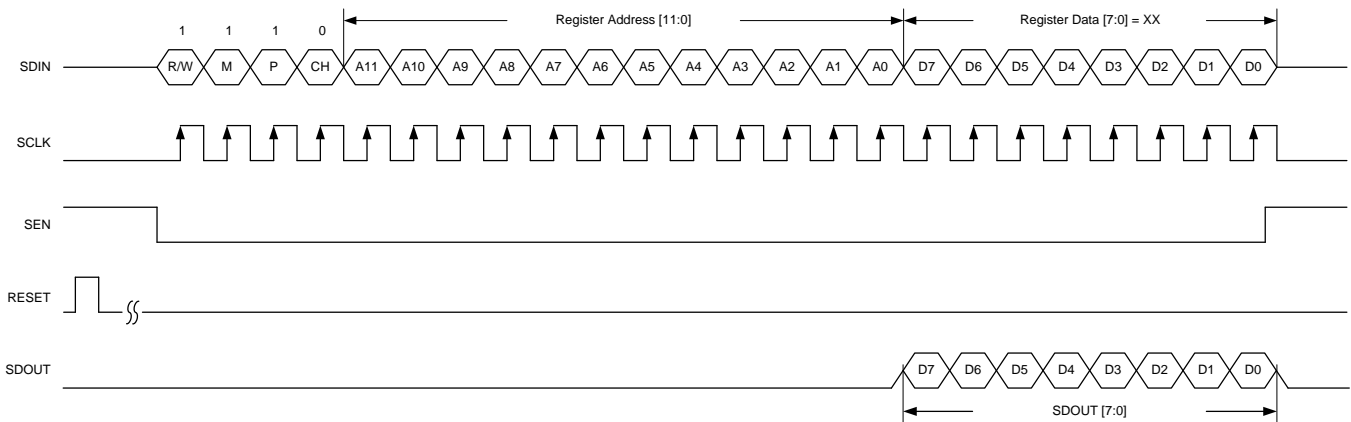 1 1 1 0 Register Address [11:0] Register Data [7:0] = XX
SDIN R/W M P CH A11 A10 A9 A8 A7 A6 A5 A4 A3 A2 A1 A0 D7 D6 D5 D4 D3 D2 D1 D0
SCLK
SEN
RESET
SDOUT D7 D6 D5 D4 D3 D2 D1 D0
SDOUT [7:0]